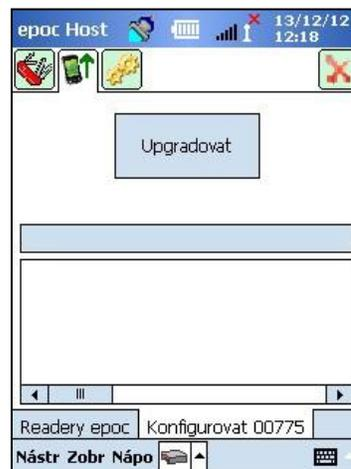 epoc Host
13/12/12
12:18
Upgradovat
Readery epoc Konfigurovat 00775
Nástr Zobr Nápo